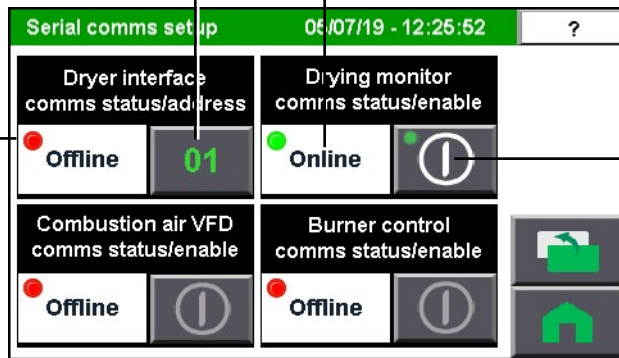 Serial comms setup 05/07/19 - 12:25:52 ?
Dryer interface
comms status/address
Offline 01
Drying monitor
comms status/enable
Online
Combustion air VFD
comms status/enable
Offline
Burner control
comms status/enable
Offline